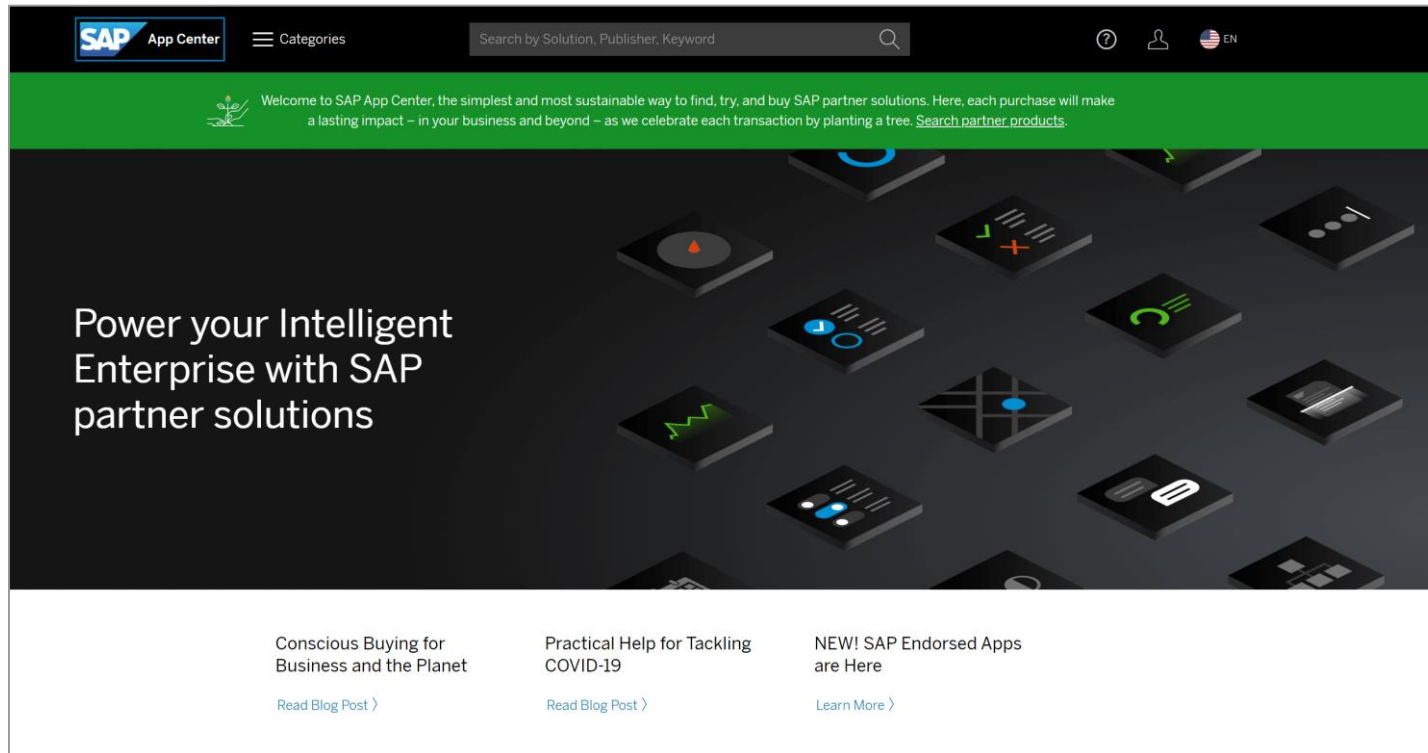 SAP App Center
Categories
Search by Solution, Publisher, Keyword
?
EN
Welcome to SAP App Center, the simplest and most sustainable way to find, try, and buy SAP partner solutions. Here, each purchase will make
a lasting impact – in your business and beyond – as we celebrate each transaction by planting a tree. Search partner products.
Power your Intelligent
Enterprise with SAP
partner solutions
Conscious Buying for
Business and the Planet
Read Blog Post 〉
Practical Help for Tackling
COVID-19
Read Blog Post 〉
NEW! SAP Endorsed Apps
are Here
Learn More 〉